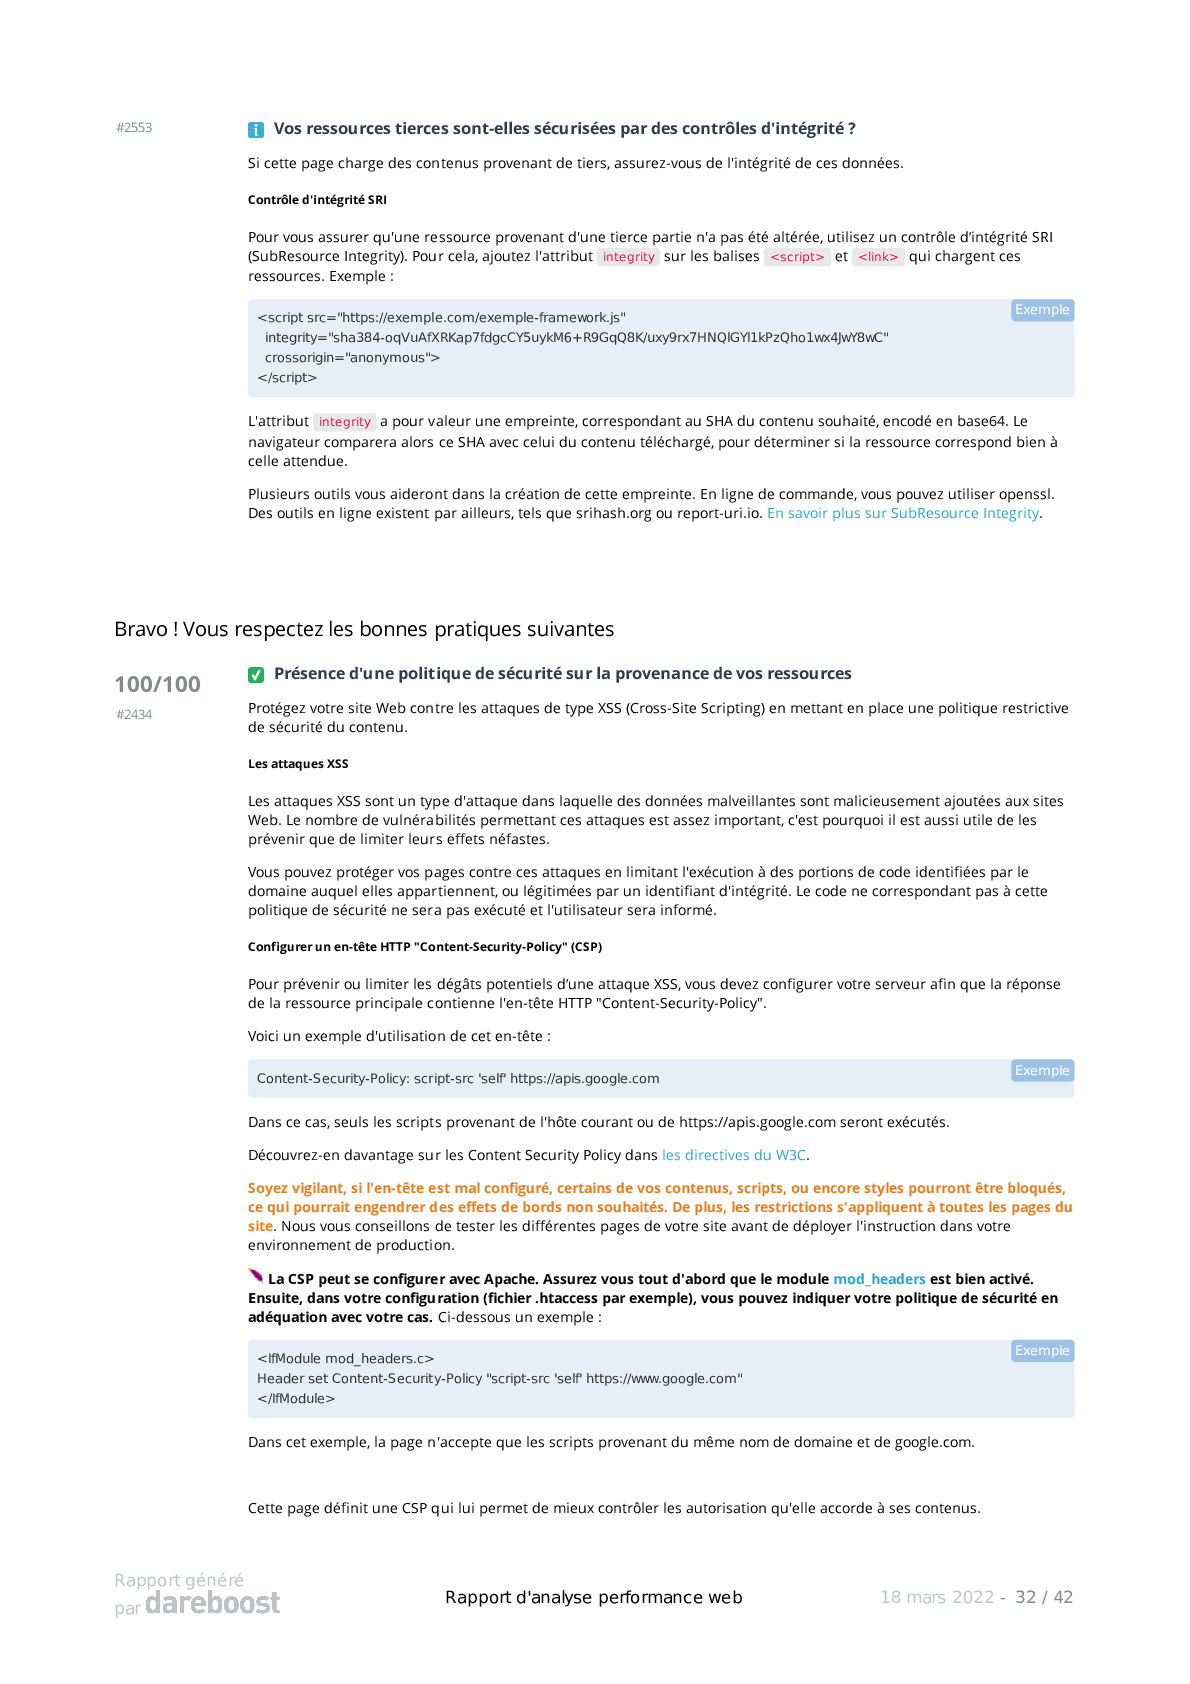 #2553
Vos ressources tierces sont-elles sécurisées par des contrôles d'intégrité ?
Si cette page charge des contenus provenant de tiers, assurez-vous de l'intégrité de ces données.
Contrôle d'intégrité SRI
Pour vous assurer qu'une ressource provenant d'une tierce partie n'a pas été altérée, utilisez un contrôle d’intégrité SRI
(SubResource Integrity). Pour cela, ajoutez l'attribut integrity sur les balises <script> et <link> qui chargent ces
ressources. Exemple :
Exemple
<script src="https://exemple.com/exemple-framework.js"
integrity="sha384-oqVuAfXRKap7fdgcCY5uykM6+R9GqQ8K/uxy9rx7HNQlGYl1kPzQho1wx4JwY8wC"
crossorigin="anonymous">
</script>
L'attribut integrity a pour valeur une empreinte, correspondant au SHA du contenu souhaité, encodé en base64. Le
navigateur comparera alors ce SHA avec celui du contenu téléchargé, pour déterminer si la ressource correspond bien à
celle attendue.
Plusieurs outils vous aideront dans la création de cette empreinte. En ligne de commande, vous pouvez utiliser openssl.
Des outils en ligne existent par ailleurs, tels que srihash.org ou report-uri.io. En savoir plus sur SubResource Integrity.
Bravo ! Vous respectez les bonnes pratiques suivantes
100/100
#2434
Présence d'une politique de sécurité sur la provenance de vos ressources
Protégez votre site Web contre les attaques de type XSS (Cross-Site Scripting) en mettant en place une politique restrictive
de sécurité du contenu.
Les attaques XSS
Les attaques XSS sont un type d'attaque dans laquelle des données malveillantes sont malicieusement ajoutées aux sites
Web. Le nombre de vulnérabilités permettant ces attaques est assez important, c'est pourquoi il est aussi utile de les
prévenir que de limiter leurs effets néfastes.
Vous pouvez protéger vos pages contre ces attaques en limitant l'exécution à des portions de code identifiées par le
domaine auquel elles appartiennent, ou légitimées par un identifiant d'intégrité. Le code ne correspondant pas à cette
politique de sécurité ne sera pas exécuté et l'utilisateur sera informé.
Configurer un en-tête HTTP "Content-Security-Policy" (CSP)
Pour prévenir ou limiter les dégâts potentiels d’une attaque XSS, vous devez configurer votre serveur afin que la réponse
de la ressource principale contienne l'en-tête HTTP "Content-Security-Policy".
Voici un exemple d'utilisation de cet en-tête :
Exemple
Content-Security-Policy: script-src 'self' https://apis.google.com
Dans ce cas, seuls les scripts provenant de l'hôte courant ou de https://apis.google.com seront exécutés.
Découvrez-en davantage sur les Content Security Policy dans les directives du W3C.
Soyez vigilant, si l'en-tête est mal configuré, certains de vos contenus, scripts, ou encore styles pourront être bloqués,
ce qui pourrait engendrer des effets de bords non souhaités. De plus, les restrictions s'appliquent à toutes les pages du
site. Nous vous conseillons de tester les différentes pages de votre site avant de déployer l'instruction dans votre
environnement de production.
La CSP peut se configurer avec Apache. Assurez vous tout d'abord que le module mod_headers est bien activé.
Ensuite, dans votre configuration (fichier .htaccess par exemple), vous pouvez indiquer votre politique de sécurité en
adéquation avec votre cas. Ci-dessous un exemple :
Exemple
<IfModule mod_headers.c>
Header set Content-Security-Policy "script-src 'self' https://www.google.com"
</IfModule>
Dans cet exemple, la page n'accepte que les scripts provenant du même nom de domaine et de google.com.
Cette page définit une CSP qui lui permet de mieux contrôler les autorisation qu'elle accorde à ses contenus.
Rapport généré
par dareboost
Rapport d'analyse performance web
18 mars 2022 - 32 / 42